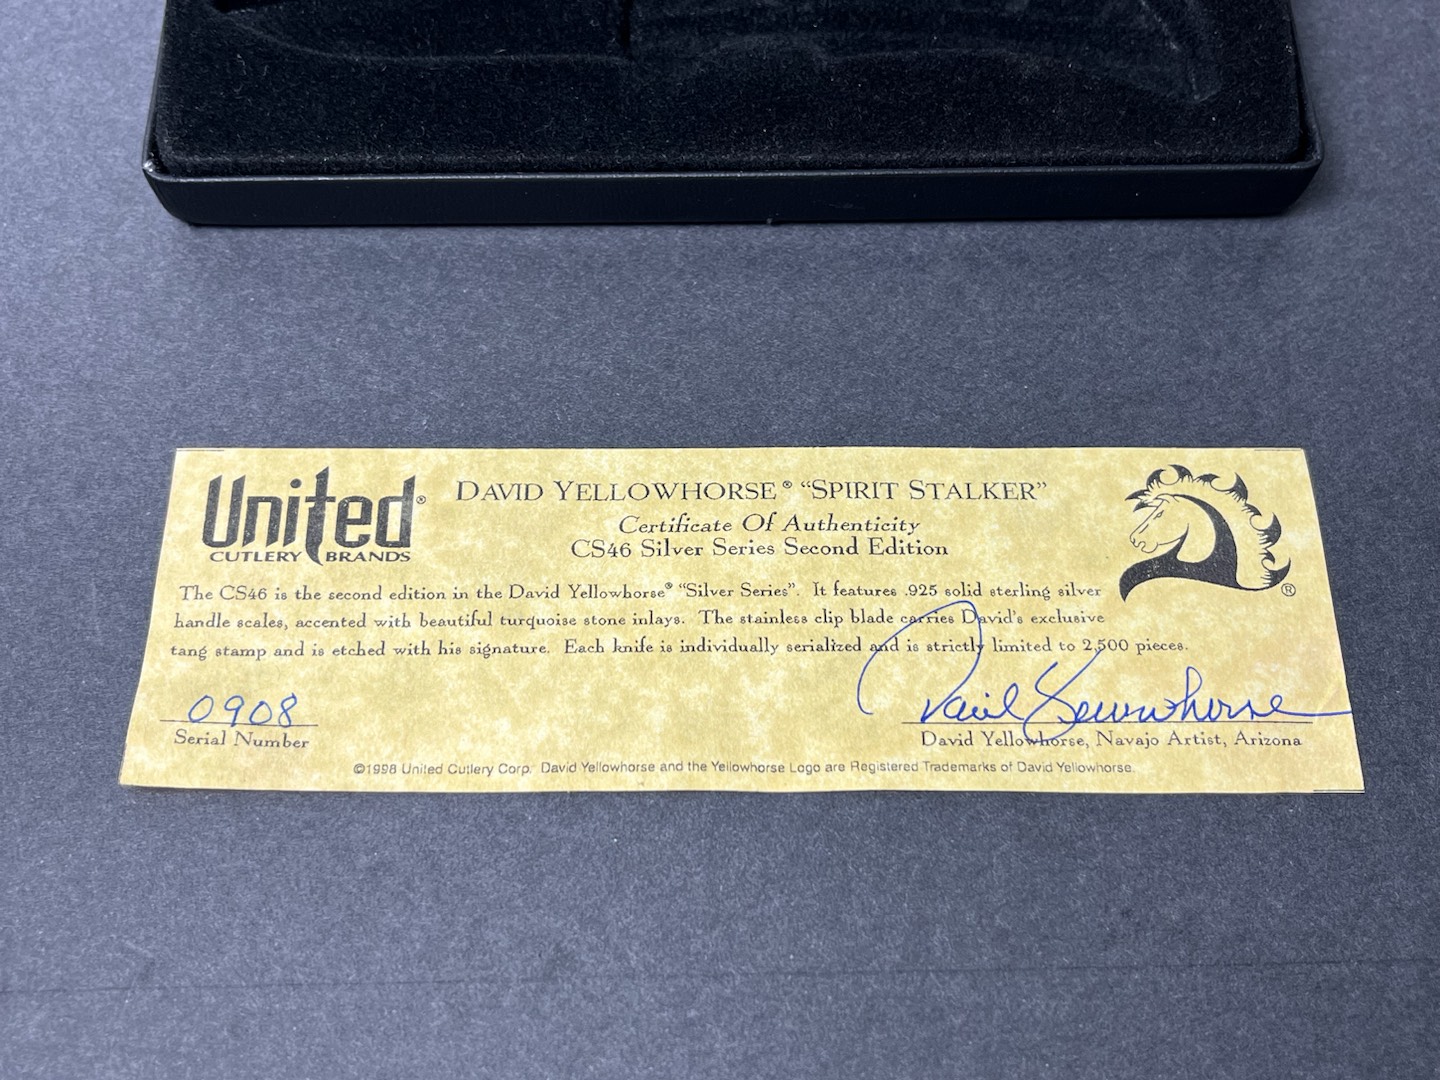 United®
CUTLERY BRANDS
DAVID YELLOWHORSE® “SPIRIT STALKER”
Certificate Of Authenticity
CS46 Silver Series Second Edition
The CS46 is the second edition in the David Yellowhorse® “Silver Series”. It features .925 solid sterling silver
handle scales, accented with beautiful turquoise stone inlays. The stainless clip blade carries David's exclusive
tang stamp and is etched with his signature. Each knife is individually serialized and is strictly limited to 2,500 pieces.
0908
Serial Number
David Yellowhorse
David Yellowhorse, Navajo Artist, Arizona
©1998 United Cutlery Corp. David Yellowhorse and the Yellowhorse Logo are Registered Trademarks of David Yellowhorse.
®